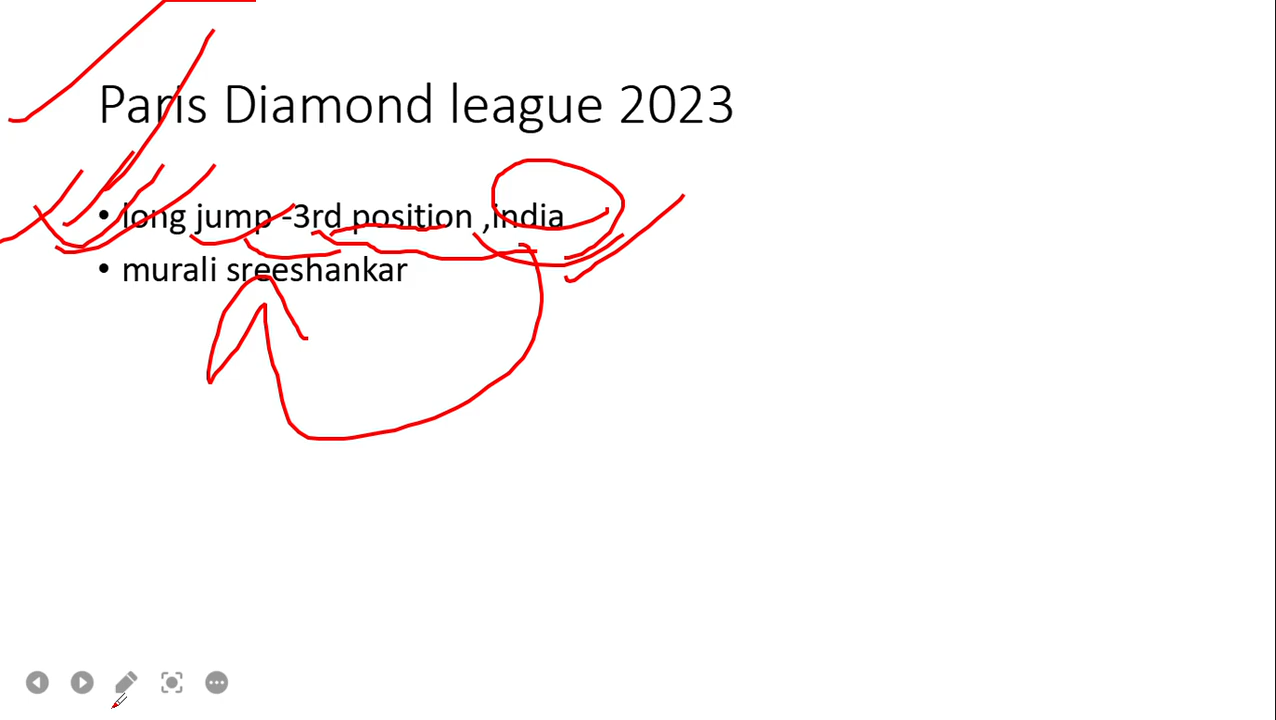 Paris Diamond league 2023
• long jump -3rd position ,india
• murali sreeshankar